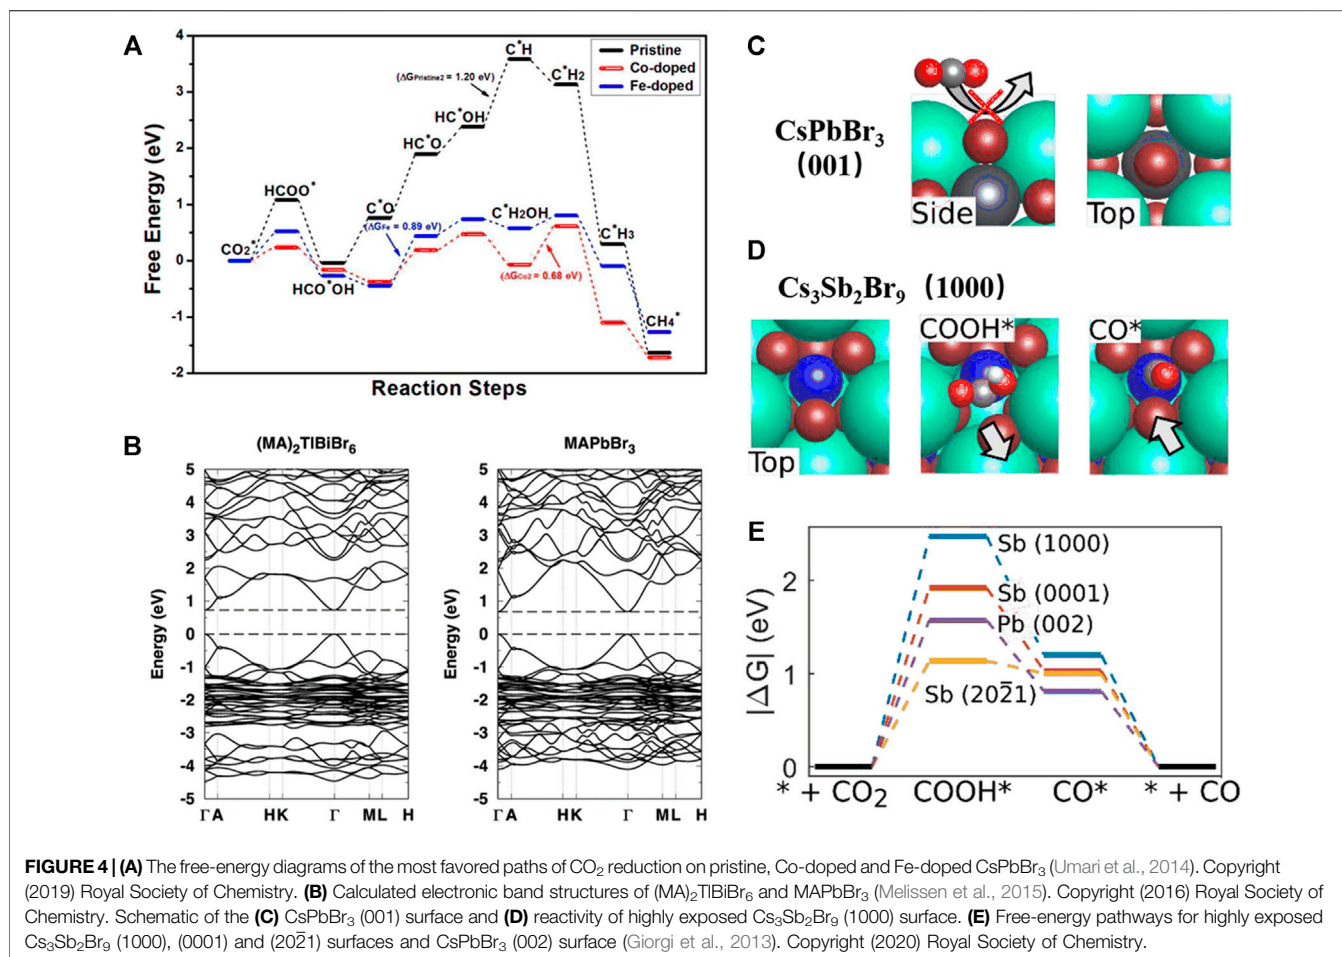 A
4
3
2
1
0
-1
-2
Free Energy (eV)
Reaction Steps
Pristine
Co-doped
Fe-doped
CO2*
HCOO*
HCO*OH
C*O
HC*O
HC*OH
C*H
C*H2
C*H2OH
C*H3
CH4*
(ΔGPristine2 = 1.20 eV)
(ΔGFe = 0.89 eV)
(ΔGCo2 = 0.68 eV)
B
(MA)2TlBiBr6
5
4
3
2
1
0
-1
-2
-3
-4
-5
Energy (eV)
Γ A H K Γ M L H
MAPbBr3
5
4
3
2
1
0
-1
-2
-3
-4
-5
Energy (eV)
Γ A H K Γ M L H
C
CsPbBr3
(001)
Side
Top
D
Cs3Sb2Br9 (1000)
Top
COOH*
CO*
E
2
1
0
|ΔG| (eV)
Sb (1000)
Sb (0001)
Pb (002)
Sb (202̄1)
* + CO2 COOH* CO* * + CO
FIGURE 4 | (A) The free-energy diagrams of the most favored paths of CO2 reduction on pristine, Co-doped and Fe-doped CsPbBr3 (Umari et al., 2014). Copyright
(2019) Royal Society of Chemistry. (B) Calculated electronic band structures of (MA)2TlBiBr6 and MAPbBr3 (Melissen et al., 2015). Copyright (2016) Royal Society of
Chemistry. Schematic of the (C) CsPbBr3 (001) surface and (D) reactivity of highly exposed Cs3Sb2Br9 (1000) surface. (E) Free-energy pathways for highly exposed
Cs3Sb2Br9 (1000), (0001) and (202̄1) surfaces and CsPbBr3 (002) surface (Giorgi et al., 2013). Copyright (2020) Royal Society of Chemistry.